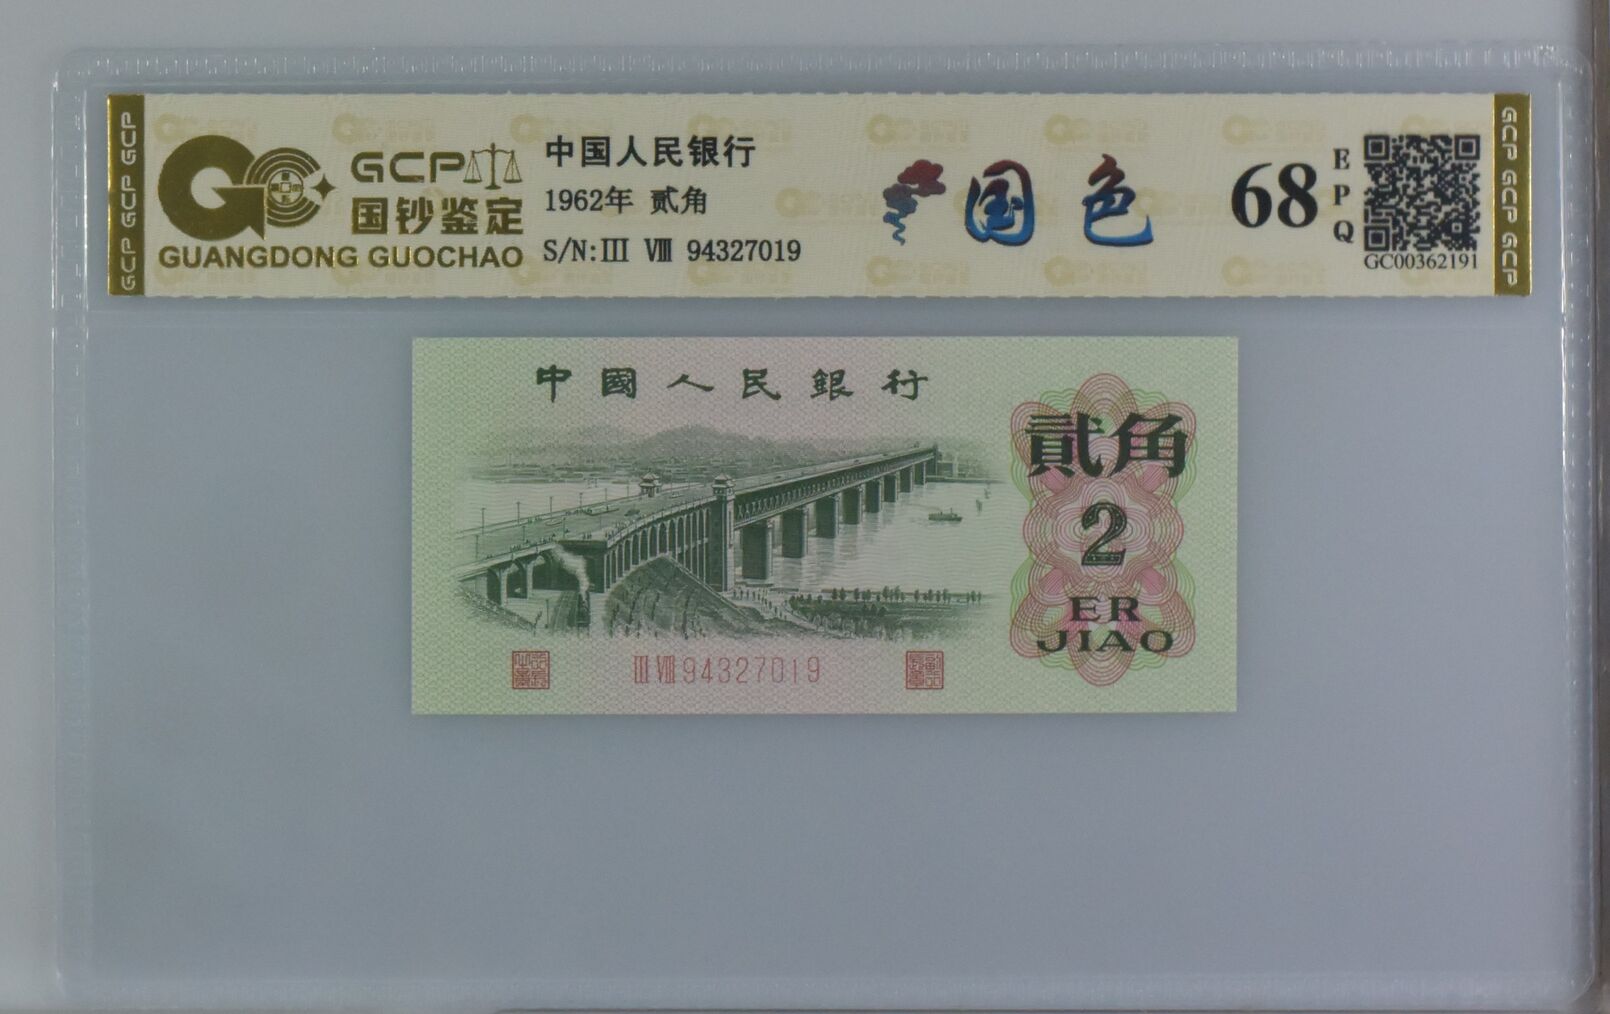 GCP GCP GCP
GCP
国钞鉴定
GUANGDONG GUOCHAO
中国人民银行
1962年 贰角
S/N:III VIII 94327019
国色
68
EPQ
GC00362191
GCP GCP GCP
中國人民銀行
貳角
2
ER
JIAO
III VIII 94327019